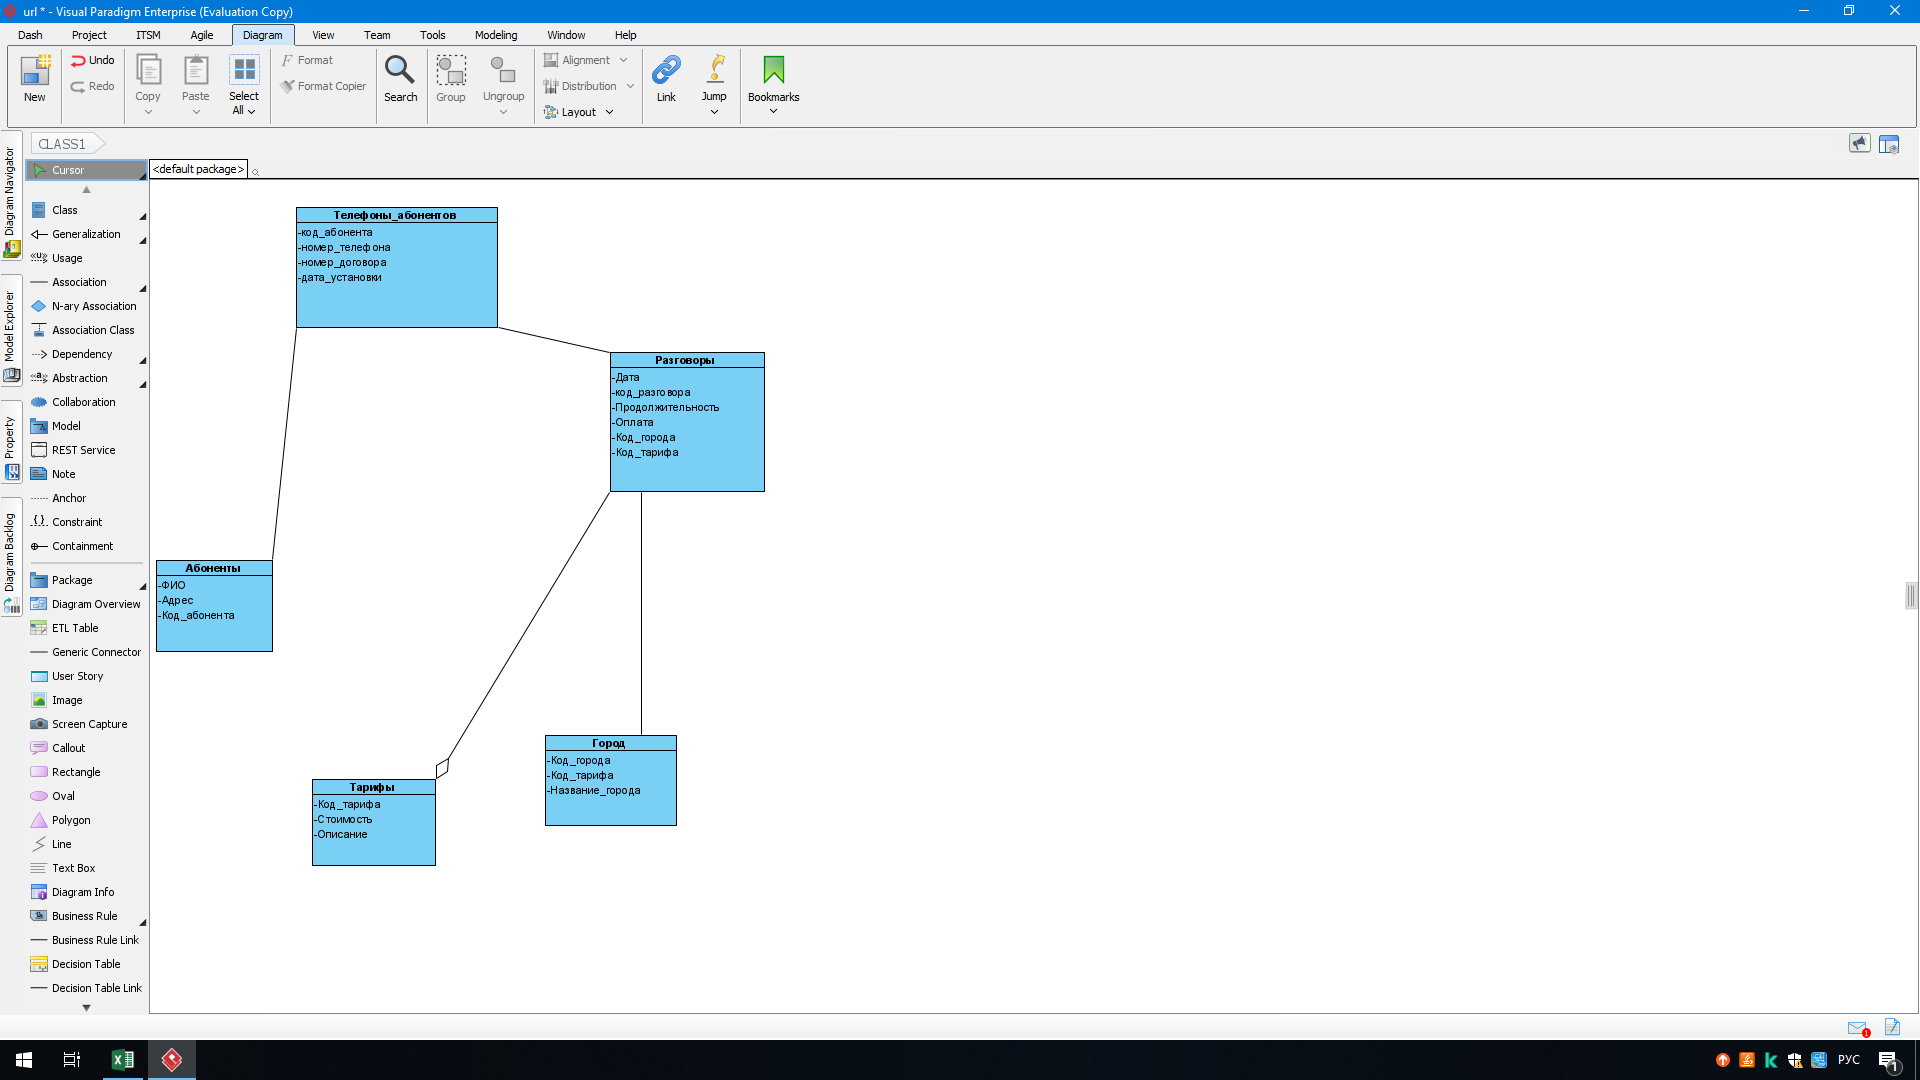 url * - Visual Paradigm Enterprise (Evaluation Copy)
Dash Project ITSM Agile Diagram View Team Tools Modeling Window Help
New
Undo
Redo
Copy
Paste
Select
All
Format
Format Copier
Search
Group
Ungroup
Alignment
Distribution
Layout
Link
Jump
Bookmarks
CLASS1
Diagram Navigator
Model Explorer
Property
Diagram Backlog
Cursor
Class
Generalization
Usage
Association
N-ary Association
Association Class
Dependency
Abstraction
Collaboration
Model
REST Service
Note
Anchor
Constraint
Containment
Package
Diagram Overview
ETL Table
Generic Connector
User Story
Image
Screen Capture
Callout
Rectangle
Oval
Polygon
Line
Text Box
Diagram Info
Business Rule
Business Rule Link
Decision Table
Decision Table Link
<default package>
Телефоны_абонентов
-код_абонента
-номер_телефона
-номер_договора
-дата_установки
Разговоры
-Дата
-код_разговора
-Продолжительность
-Оплата
-Код_города
-Код_тарифа
Абоненты
-ФИО
-Адрес
-Код_абонента
Город
-Код_города
-Код_тарифа
-Название_города
Тарифы
-Код_тарифа
-Стоимость
-Описание
1
РУС
1